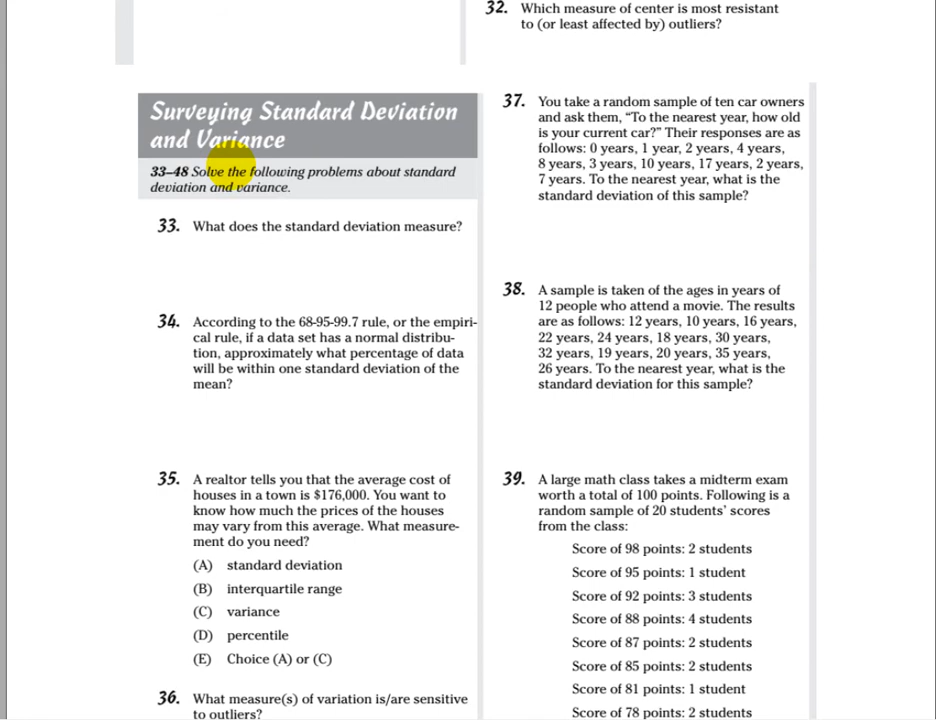 32. Which measure of center is most resistant
to (or least affected by) outliers?
Surveying Standard Deviation
and Variance
33–48 Solve the following problems about standard
deviation and variance.
33. What does the standard deviation measure?
34. According to the 68-95-99.7 rule, or the empiri-
cal rule, if a data set has a normal distribu-
tion, approximately what percentage of data
will be within one standard deviation of the
mean?
35. A realtor tells you that the average cost of
houses in a town is $176,000. You want to
know how much the prices of the houses
may vary from this average. What measure-
ment do you need?
(A) standard deviation
(B) interquartile range
(C) variance
(D) percentile
(E) Choice (A) or (C)
36. What measure(s) of variation is/are sensitive
to outliers?
37. You take a random sample of ten car owners
and ask them, “To the nearest year, how old
is your current car?” Their responses are as
follows: 0 years, 1 year, 2 years, 4 years,
8 years, 3 years, 10 years, 17 years, 2 years,
7 years. To the nearest year, what is the
standard deviation of this sample?
38. A sample is taken of the ages in years of
12 people who attend a movie. The results
are as follows: 12 years, 10 years, 16 years,
22 years, 24 years, 18 years, 30 years,
32 years, 19 years, 20 years, 35 years,
26 years. To the nearest year, what is the
standard deviation for this sample?
39. A large math class takes a midterm exam
worth a total of 100 points. Following is a
random sample of 20 students’ scores
from the class:
Score of 98 points: 2 students
Score of 95 points: 1 student
Score of 92 points: 3 students
Score of 88 points: 4 students
Score of 87 points: 2 students
Score of 85 points: 2 students
Score of 81 points: 1 student
Score of 78 points: 2 students